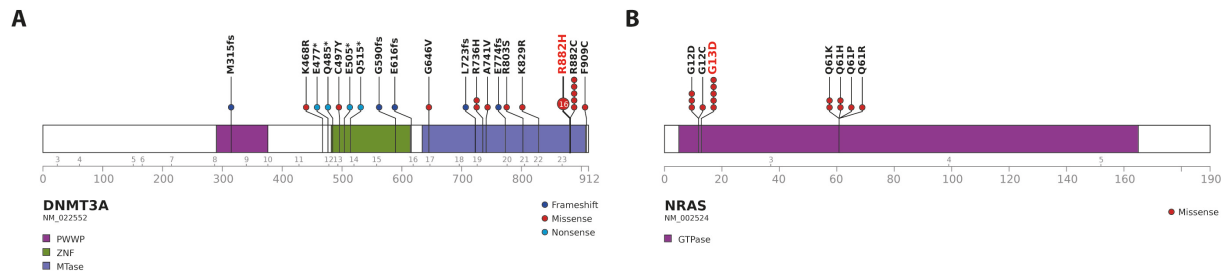 A
M315fs
K468R
E477*
Q485*
C497Y
E505*
Q515*
G590fs
E616fs
G646V
L723fs
R736H
A741V
E774fs
R803S
K829R
R882H
R882C
F909C
16
3 4 5 6 7 8 9 10 11 12 13 14 15 16 17 18 19 20 21 22 23
0 100 200 300 400 500 600 700 800 912
DNMT3A
NM_022552
PWWP
ZNF
MTase
Frameshift
Missense
Nonsense
B
G12D
G12C
G13D
Q61K
Q61H
Q61P
Q61R
3 4 5
0 20 40 60 80 100 120 140 160 190
NRAS
NM_002524
GTPase
Missense